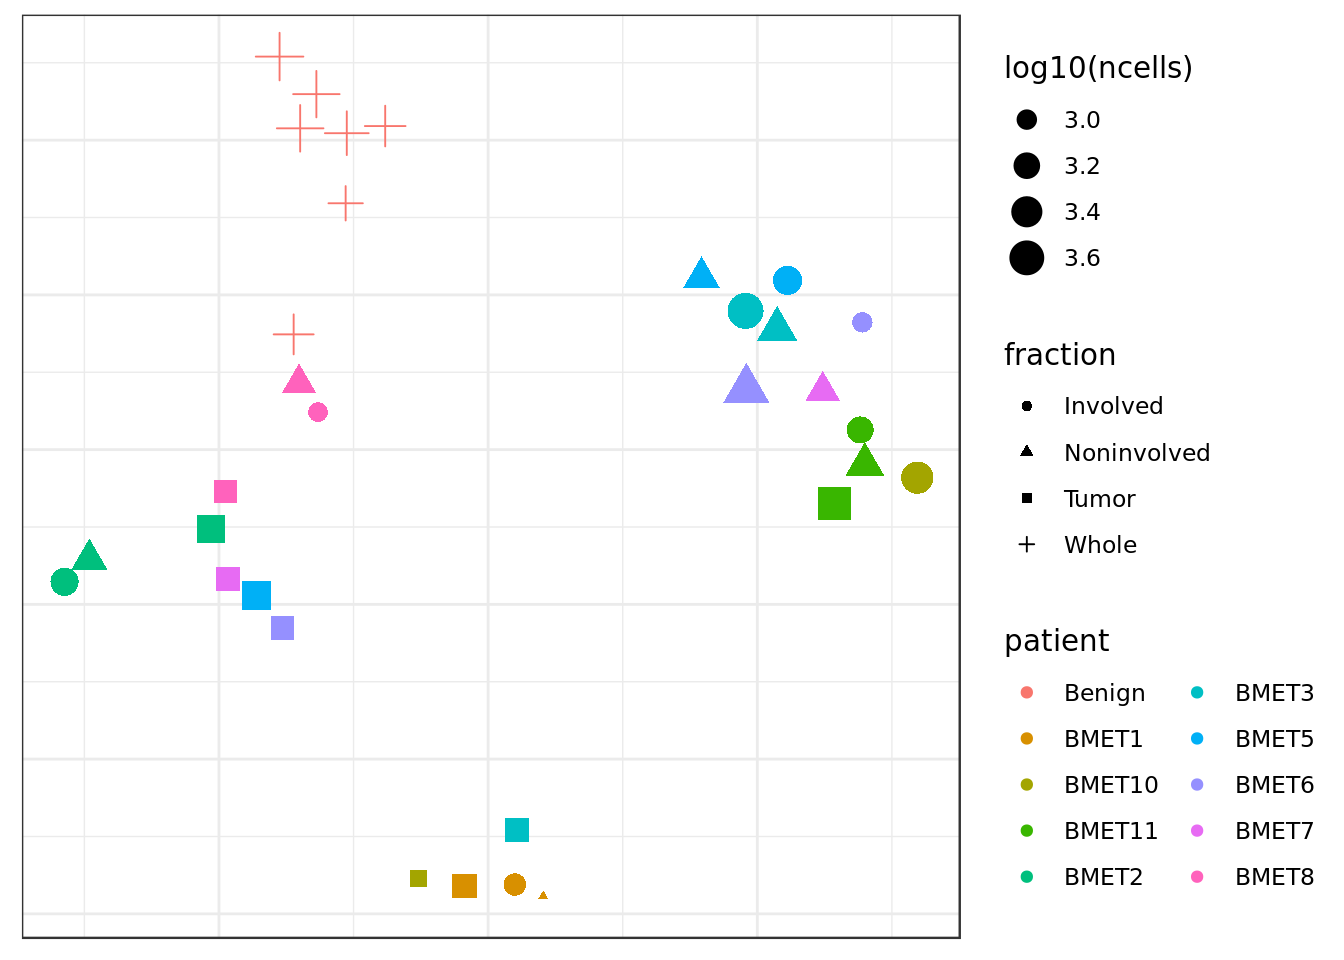 log10(ncells)
3.0
3.2
3.4
3.6
fraction
Involved
Noninvolved
Tumor
Whole
patient
Benign BMET3
BMET1 BMET5
BMET10 BMET6
BMET11 BMET7
BMET2 BMET8